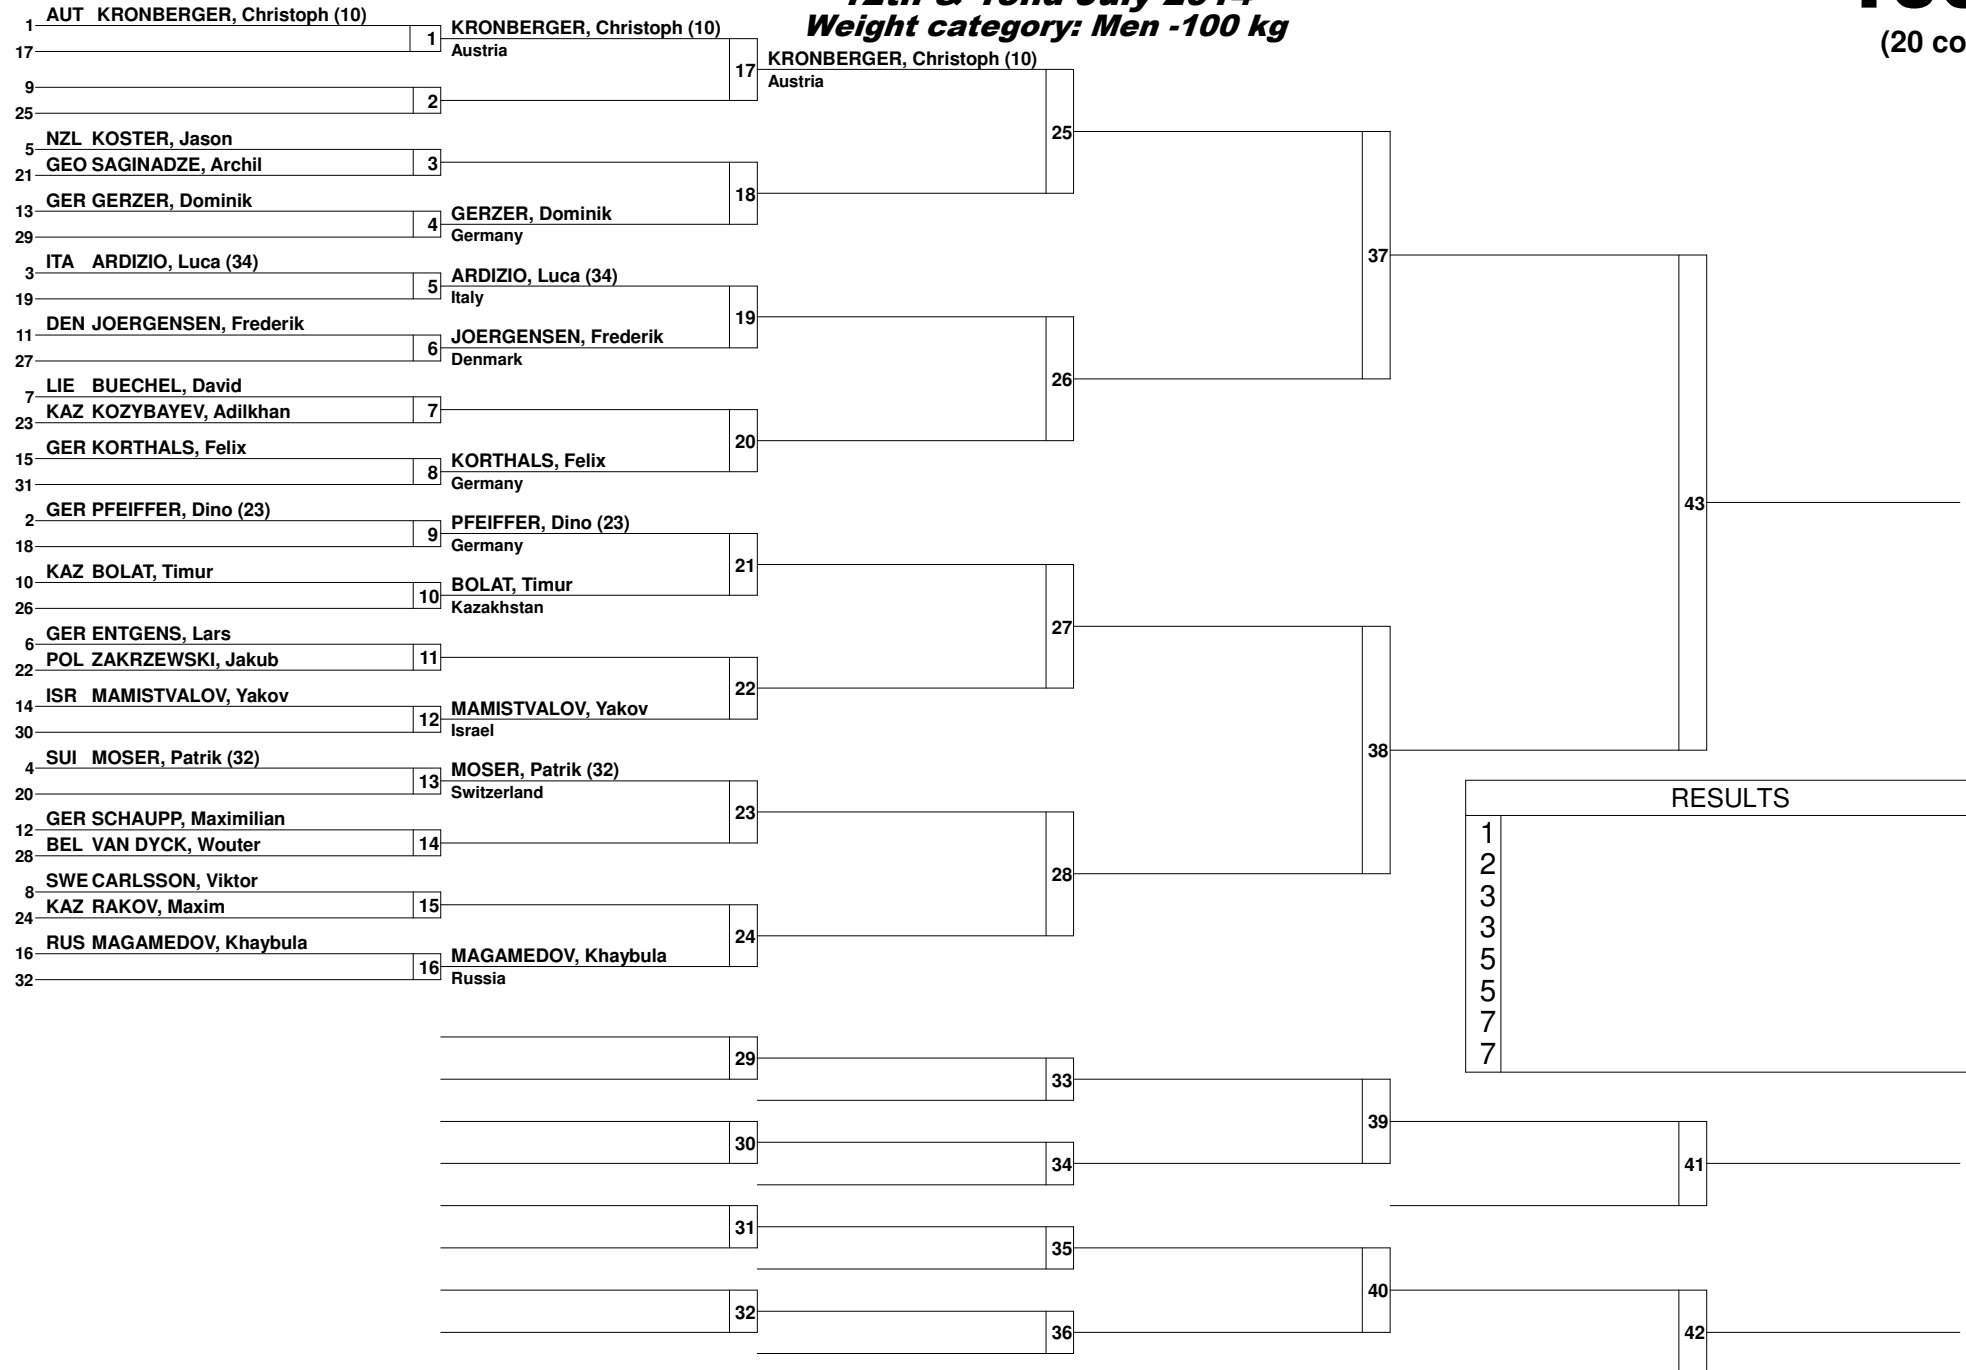 12th & July 2014
Weight category: Men -100 kg
(20 co
1 AUT KRONBERGER, Christoph (10)
17
9
25
5 NZL KOSTER, Jason
21 GEO SAGINADZE, Archil
13 GER GERZER, Dominik
29
3 ITA ARDIZIO, Luca (34)
19
11 DEN JOERGENSEN, Frederik
27
7 LIE BUECHEL, David
23 KAZ KOZYBAYEV, Adilkhan
15 GER KORTHALS, Felix
31
2 GER PFEIFFER, Dino (23)
18
10 KAZ BOLAT, Timur
26
6 GER ENTGENS, Lars
22 POL ZAKRZEWSKI, Jakub
14 ISR MAMISTVALOV, Yakov
30
4 SUI MOSER, Patrik (32)
20
12 GER SCHAUPP, Maximilian
28 BEL VAN DYCK, Wouter
8 SWE CARLSSON, Viktor
24 KAZ RAKOV, Maxim
16 RUS MAGAMEDOV, Khaybula
32
1 KRONBERGER, Christoph (10)
Austria
2
3
4 GERZER, Dominik
Germany
5 ARDIZIO, Luca (34)
Italy
6 JOERGENSEN, Frederik
Denmark
7
8 KORTHALS, Felix
Germany
9 PFEIFFER, Dino (23)
Germany
10 BOLAT, Timur
Kazakhstan
11
12 MAMISTVALOV, Yakov
Israel
13 MOSER, Patrik (32)
Switzerland
14
15
16 MAGAMEDOV, Khaybula
Russia
17 KRONBERGER, Christoph (10)
Austria
18
19
20
21
22
23
24
29
30
31
32
25
26
27
28
33
34
35
36
37
38
39
40
43
41
42
RESULTS
1
2
3
3
5
5
7
7